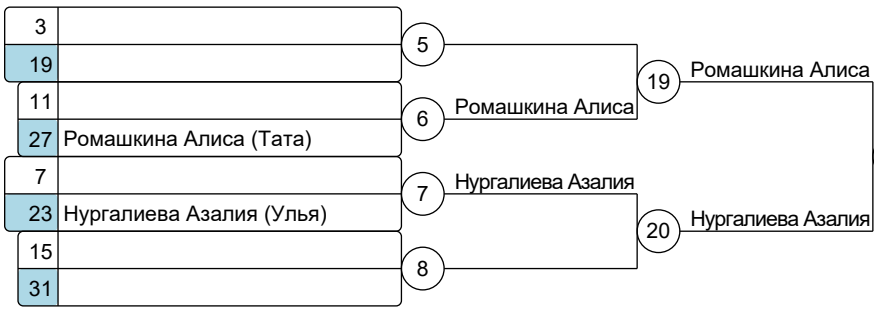 3
5
19
19 Ромашкина Алиса
11
6 Ромашкина Алиса
27 Ромашкина Алиса (Тата)
7
7 Нургалиева Азалия
23 Нургалиева Азалия (Улья)
20 Нургалиева Азалия
15
8
31